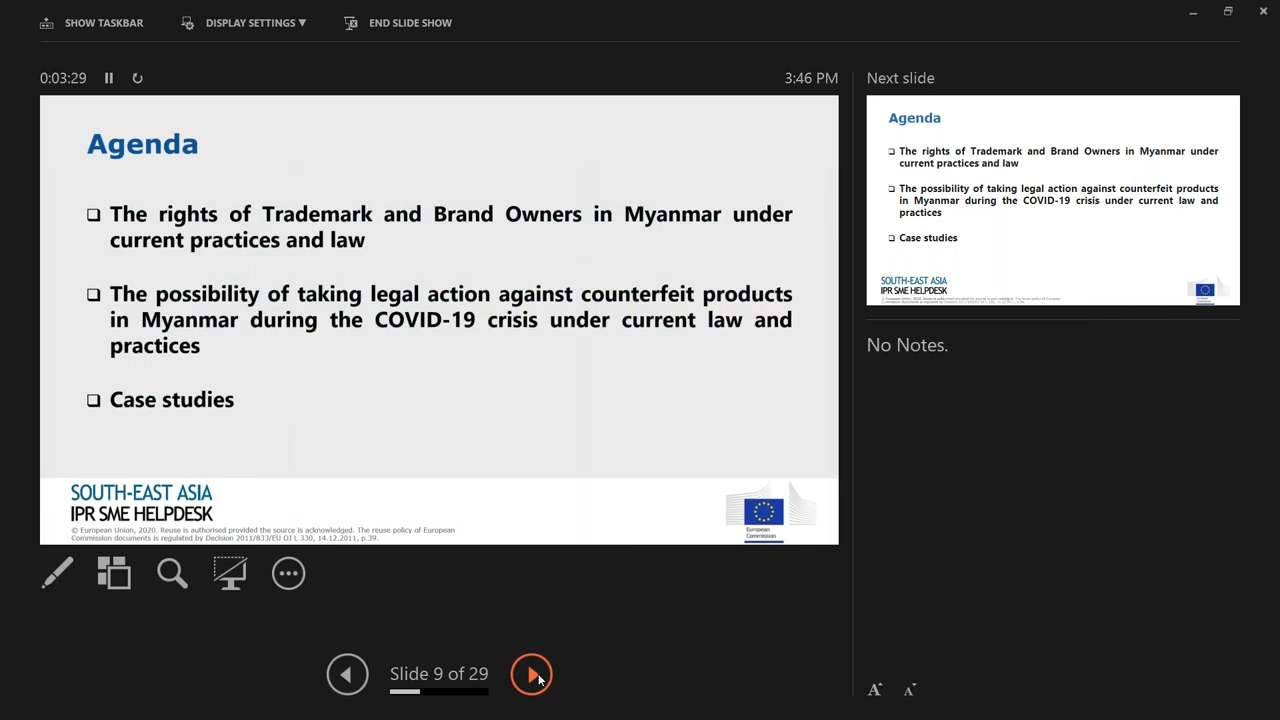 SHOW TASKBAR
DISPLAY SETTINGS ▼
END SLIDE SHOW
0:03:29
3:46 PM
Agenda
❑ The rights of Trademark and Brand Owners in Myanmar under
current practices and law
❑ The possibility of taking legal action against counterfeit products
in Myanmar during the COVID-19 crisis under current law and
practices
❑ Case studies
SOUTH-EAST ASIA
IPR SME HELPDESK
© European Union, 2020. Reuse is authorised provided the source is acknowledged. The reuse policy of European
Commission documents is regulated by Decision 2011/833/EU OJ L 330, 14.12.2011, p.39.
European
Commission
Slide 9 of 29
Next slide
Agenda
❑ The rights of Trademark and Brand Owners in Myanmar under
current practices and law
❑ The possibility of taking legal action against counterfeit products
in Myanmar during the COVID-19 crisis under current law and
practices
❑ Case studies
SOUTH-EAST ASIA
IPR SME HELPDESK
No Notes.
A A